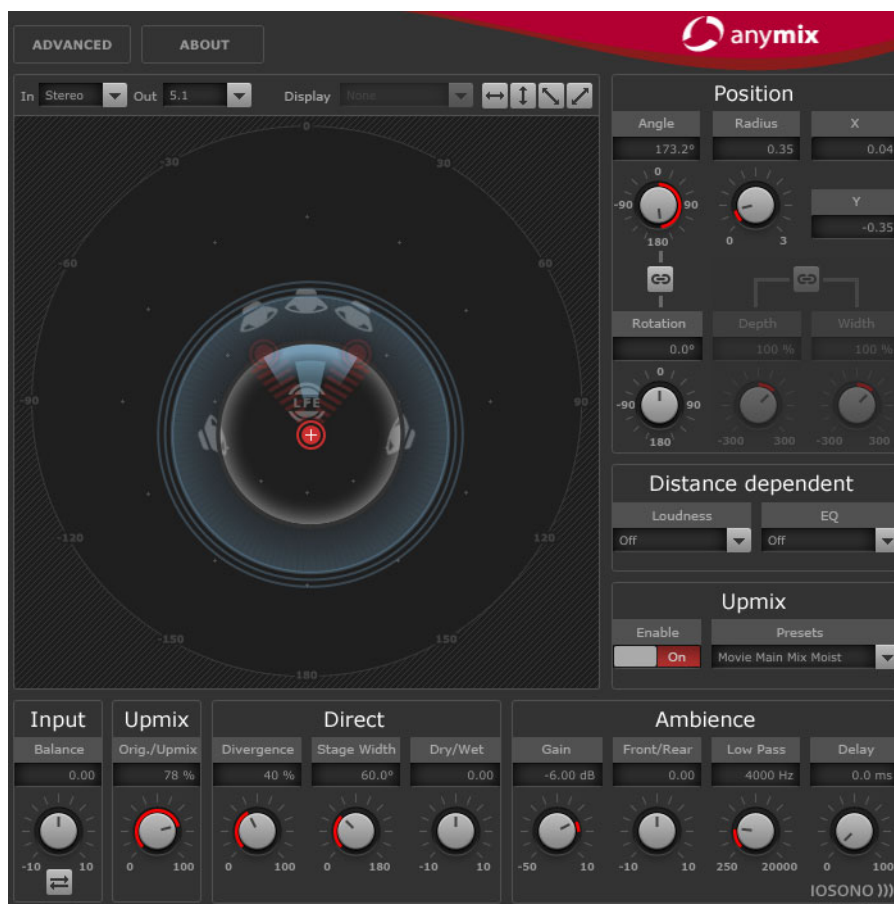 ADVANCED ABOUT anymix
In Stereo Out 5.1 Display None
Position
Angle Radius X
173.2° 0.35 0.04
0
-90 90 Y
180 0 3 -0.35
Rotation Depth Width
0.0° 100 % 100 %
0
-90 90
180 -300 300 -300 300
0
-30 30
-60 60
-90 90
-120 120
-150 150
180
LFE
Distance dependent
Loudness EQ
Off Off
Upmix
Enable Presets
On Movie Main Mix Moist
Input Upmix Direct Ambience
Balance Orig./Upmix Divergence Stage Width Dry/Wet Gain Front/Rear Low Pass Delay
0.00 78 % 40 % 60.0° 0.00 -6.00 dB 0.00 4000 Hz 0.0 ms
-10 10 0 100 0 100 0 180 -10 10 -50 10 -10 10 250 20000 0 100
IOSONO